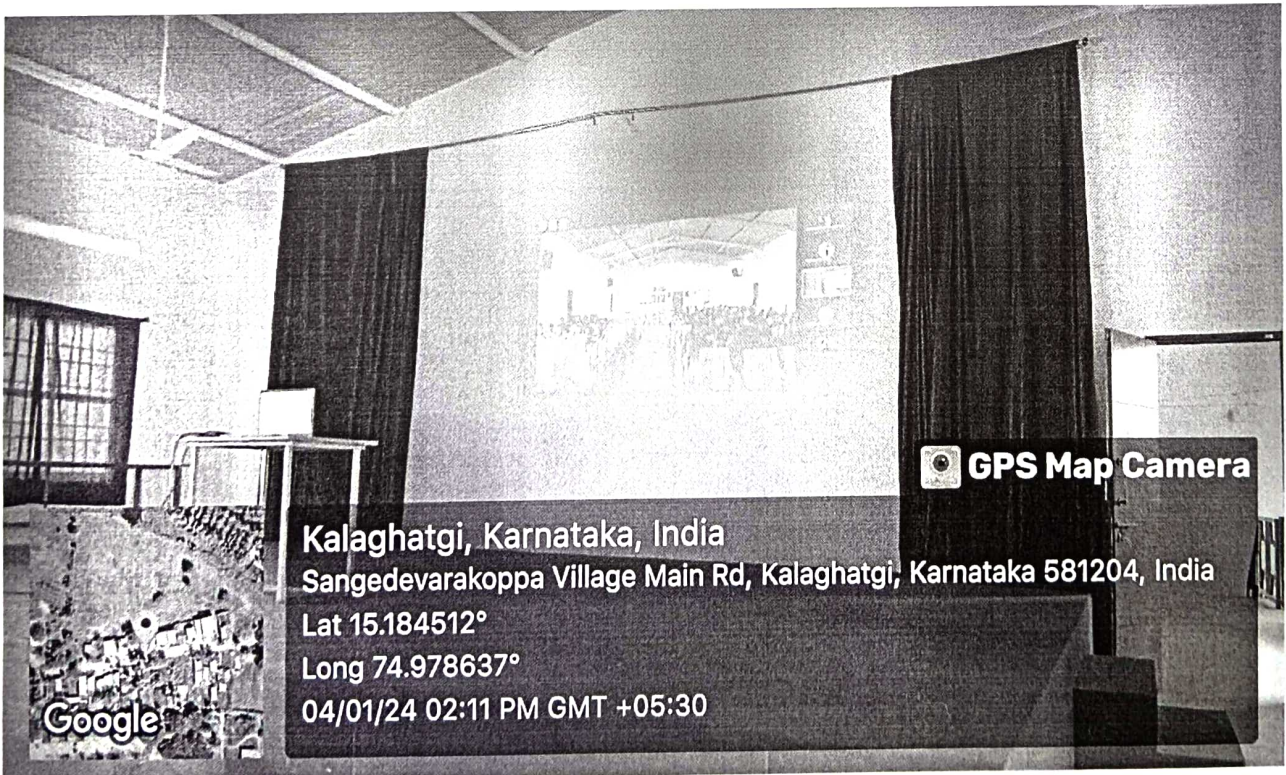 GPS Map Camera
Kalaghatgi, Karnataka, India
Sangedevarakoppa Village Main Rd, Kalaghatgi, Karnataka 581204, India
Lat 15.184512°
Long 74.978637°
04/01/24 02:11 PM GMT +05:30
Google